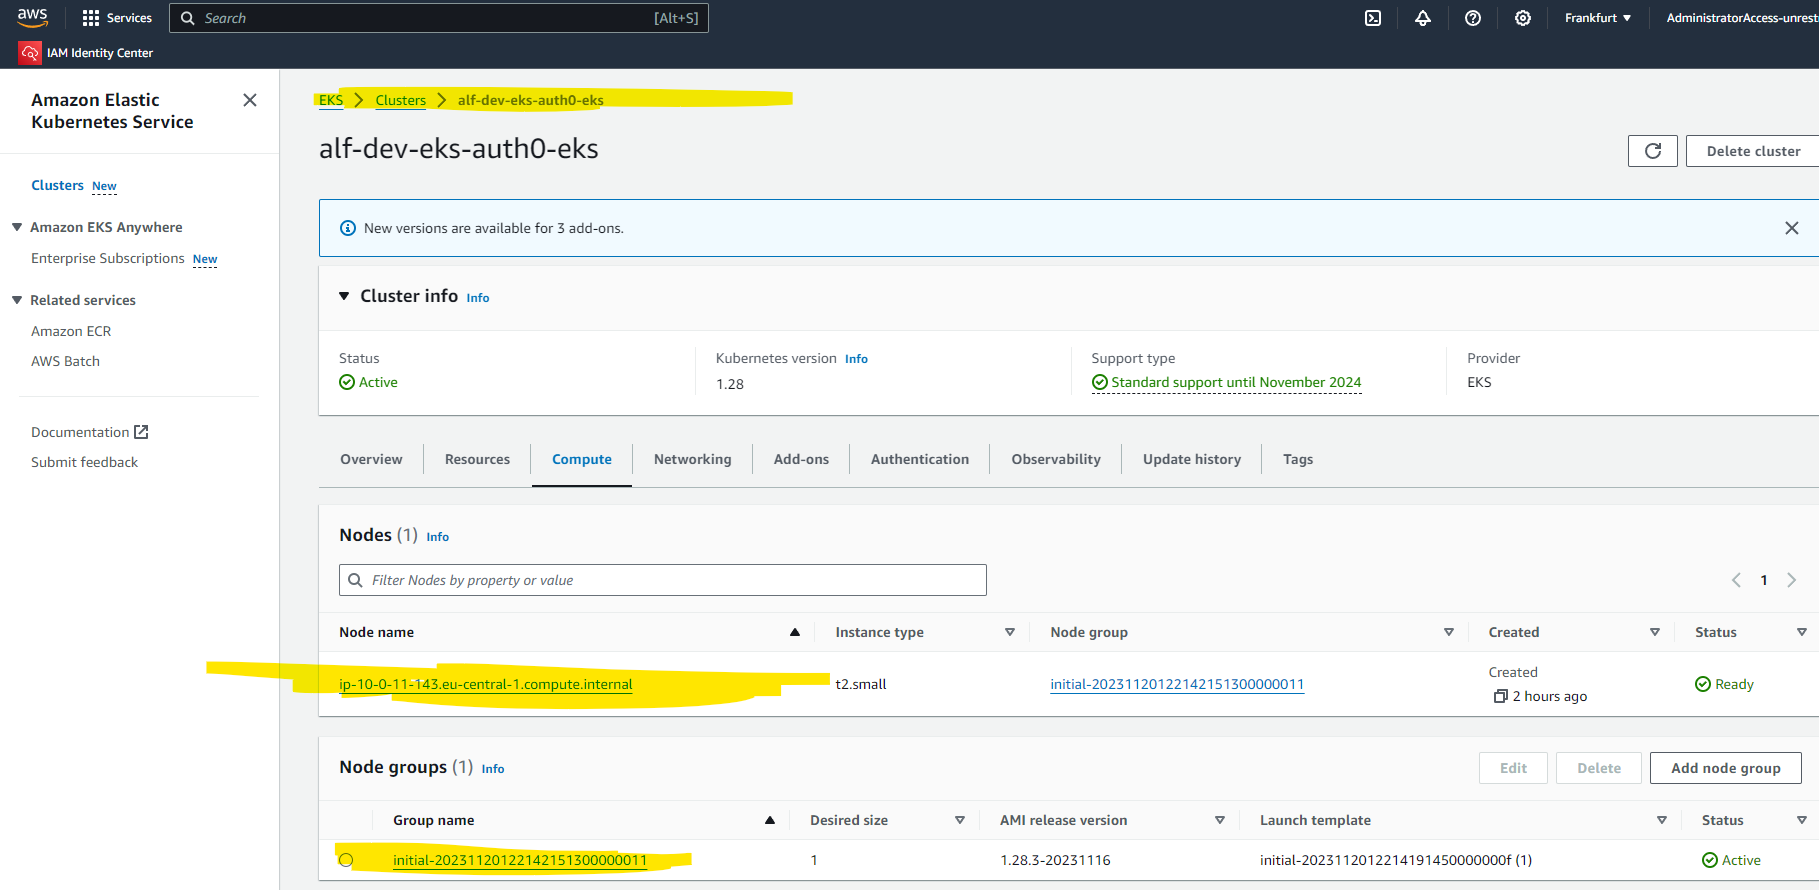 aws
Services
Search
[Alt+S]
Frankfurt
AdministratorAccess-unrest
IAM Identity Center
Amazon Elastic
Kubernetes Service
Clusters New
Amazon EKS Anywhere
Enterprise Subscriptions New
Related services
Amazon ECR
AWS Batch
Documentation
Submit feedback
EKS > Clusters > alf-dev-eks-auth0-eks
alf-dev-eks-auth0-eks
Delete cluster
New versions are available for 3 add-ons.
Cluster info Info
Status
Active
Kubernetes version Info
1.28
Support type
Standard support until November 2024
Provider
EKS
Overview
Resources
Compute
Networking
Add-ons
Authentication
Observability
Update history
Tags
Nodes (1) Info
Filter Nodes by property or value
1
Node name
Instance type
Node group
Created
Status
ip-10-0-11-143.eu-central-1.compute.internal
t2.small
initial-20231120122142151300000011
Created
2 hours ago
Ready
Node groups (1) Info
Edit
Delete
Add node group
Group name
Desired size
AMI release version
Launch template
Status
initial-20231120122142151300000011
1
1.28.3-20231116
initial-2023112012214191450000000f (1)
Active